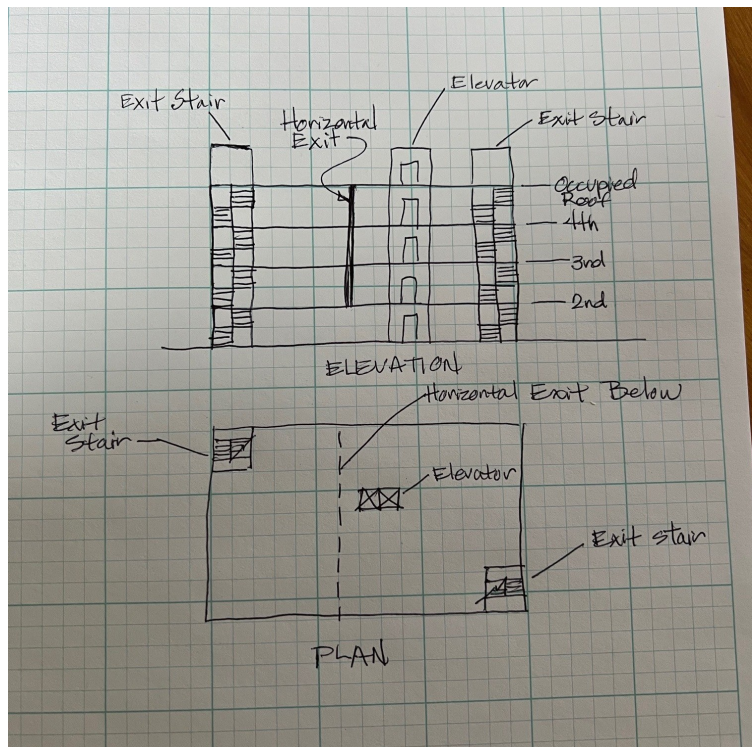 Elevator
Exit Stair
Horizontal
Exit
Exit Stair
Occupied
Roof
4th
3rd
2nd
ELEVATION
Horizontal Exit Below
Exit
Stair
Elevator
Exit Stair
PLAN